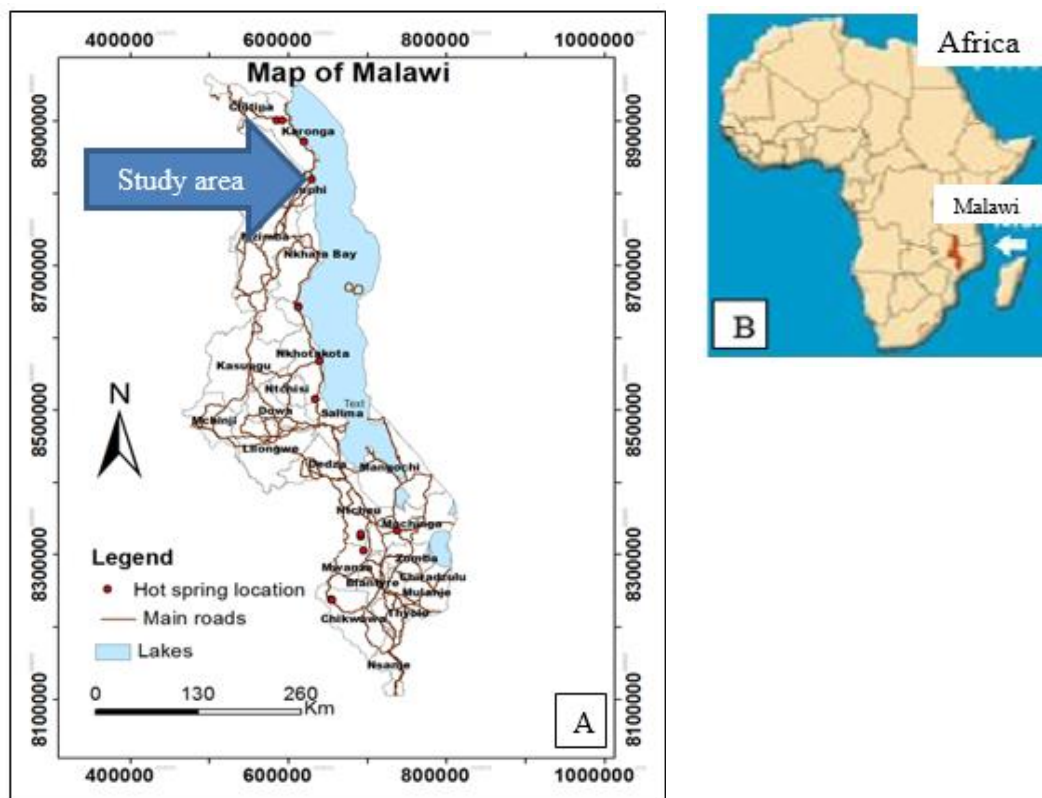 400000 600000 800000 1000000
Map of Malawi
Chitipa
Karonga
Study area
Nkhata Bay
Nkhotakota
Kasungu
Ntchisi
Text
Dowa
Salima
Mchinji
Lilongwe
Dedza
Mangochi
N
Ntcheu
Machinga
Zomba
Mwanza
Blantyre
Mulanje
Thyolo
Chikwawa
Nsanje
Legend
Hot spring location
Main roads
Lakes
0 130 260
Km
A
8900000
8700000
8500000
8300000
8100000
8900000
8700000
8500000
8300000
8100000
400000 600000 800000 1000000
Africa
Malawi
B